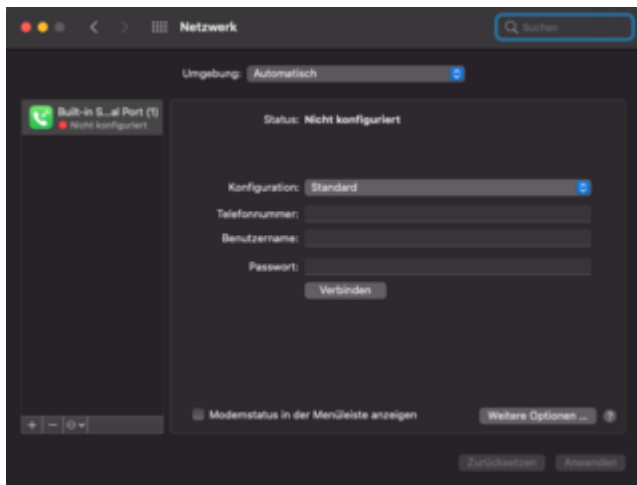 Netzwerk
Suchen
Umgebung: Automatisch
Built-in S...al Port (1)
Nicht konfiguriert
Status: Nicht konfiguriert
Konfiguration: Standard
Telefonnummer:
Benutzername:
Passwort:
Verbinden
Modemstatus in der Menüleiste anzeigen
Weitere Optionen ... ?
Zurücksetzen Anwenden